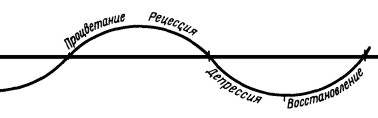 Процветание
Рецессия
Депрессия
Восстановление